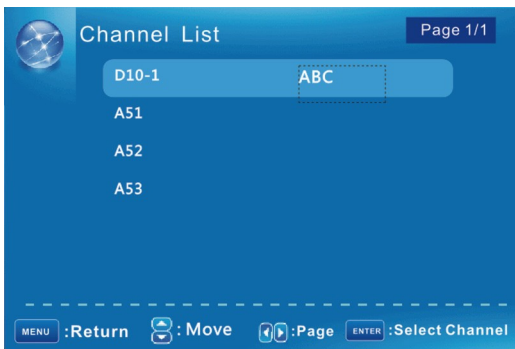 Channel List
Page 1/1
D10-1 ABC
A51
A52
A53
MENU :Return :Move :Page ENTER :Select Channel